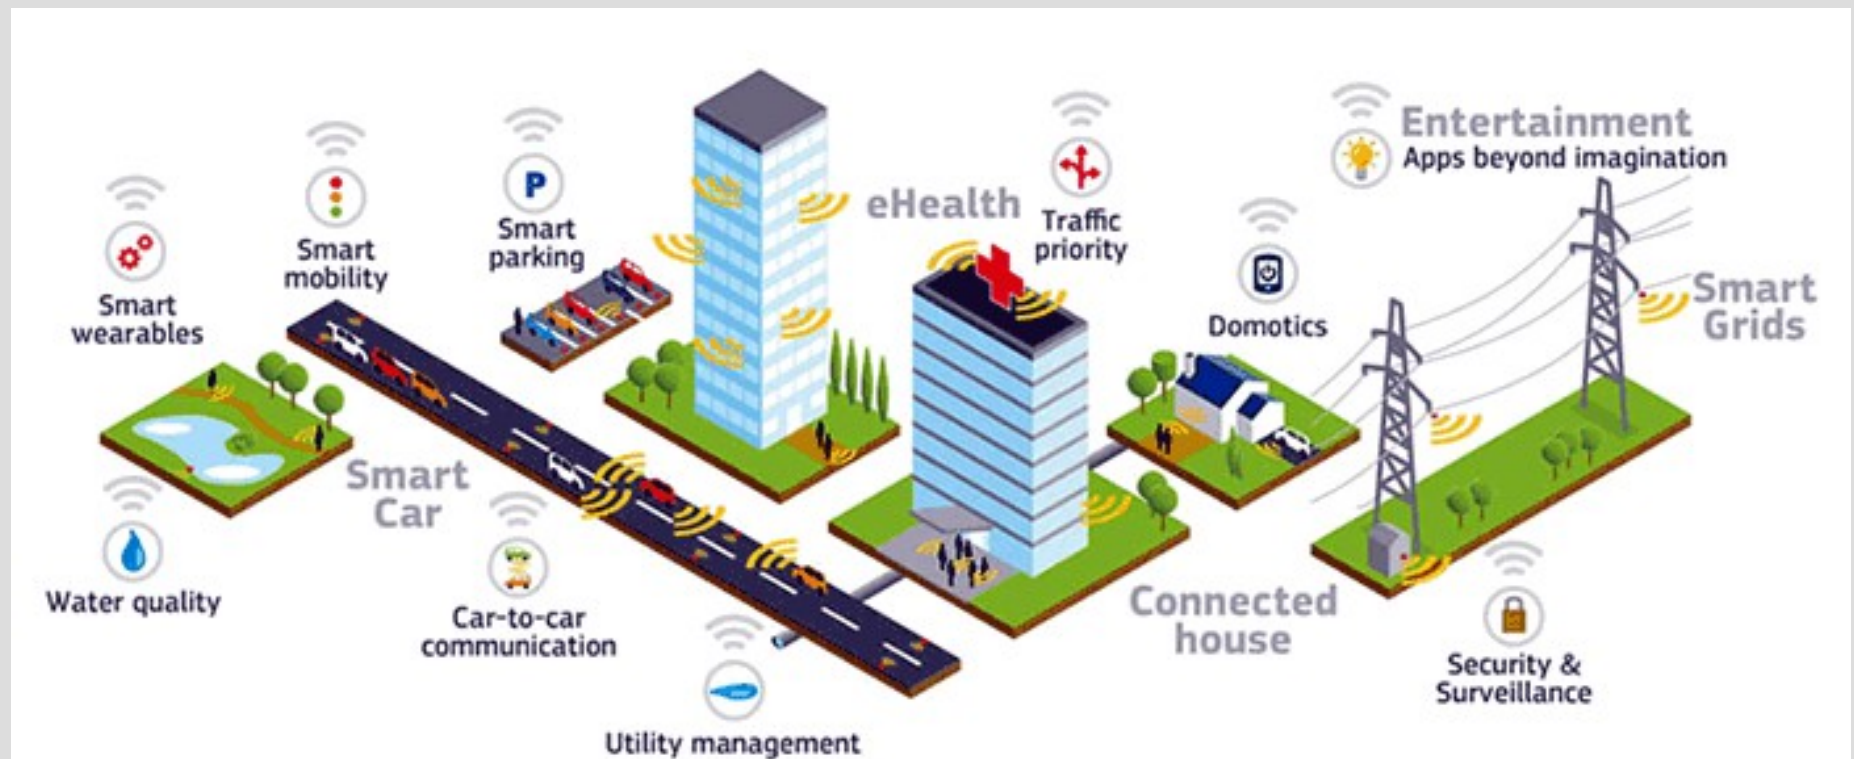 Smart
wearables
Smart
mobility
P
Smart
parking
eHealth
Traffic
priority
Entertainment
Apps beyond imagination
Domotics
Smart
Grids
Smart
Car
Water quality
Car-to-car
communication
Utility management
Connected
house
Security &
Surveillance